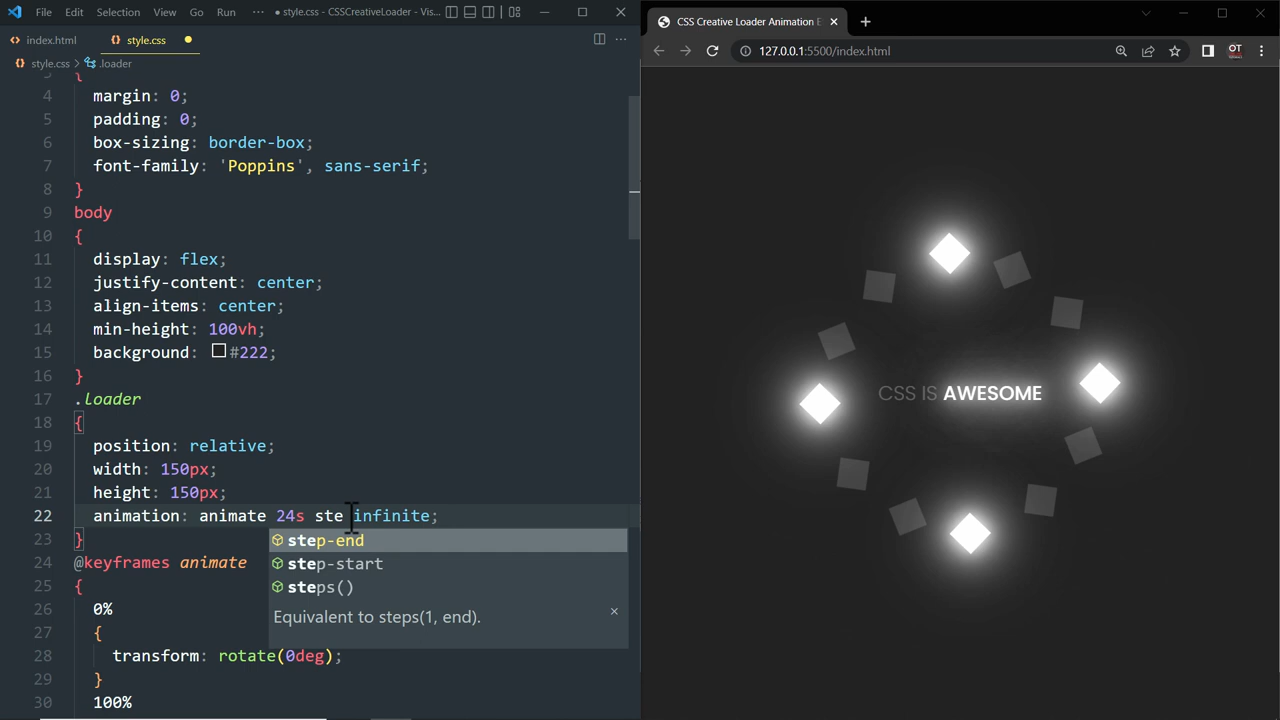 File Edit Selection View Go Run ··· ● style.css - CSSCreativeLoader - Vis...
index.html style.css
style.css > .loader
3 {
4 margin: 0;
5 padding: 0;
6 box-sizing: border-box;
7 font-family: 'Poppins', sans-serif;
8 }
9 body
10 {
11 display: flex;
12 justify-content: center;
13 align-items: center;
14 min-height: 100vh;
15 background: #222;
16 }
17 .loader
18 {
19 position: relative;
20 width: 150px;
21 height: 150px;
22 animation: animate 24s ste infinite;
23 }
step-end
24 @keyframes animate
step-start
25 {
steps()
26 0%
Equivalent to steps(1, end). ×
27 {
28 transform: rotate(0deg);
29 }
30 100%
CSS Creative Loader Animation E
127.0.0.1:5500/index.html
OT
CSS IS AWESOME